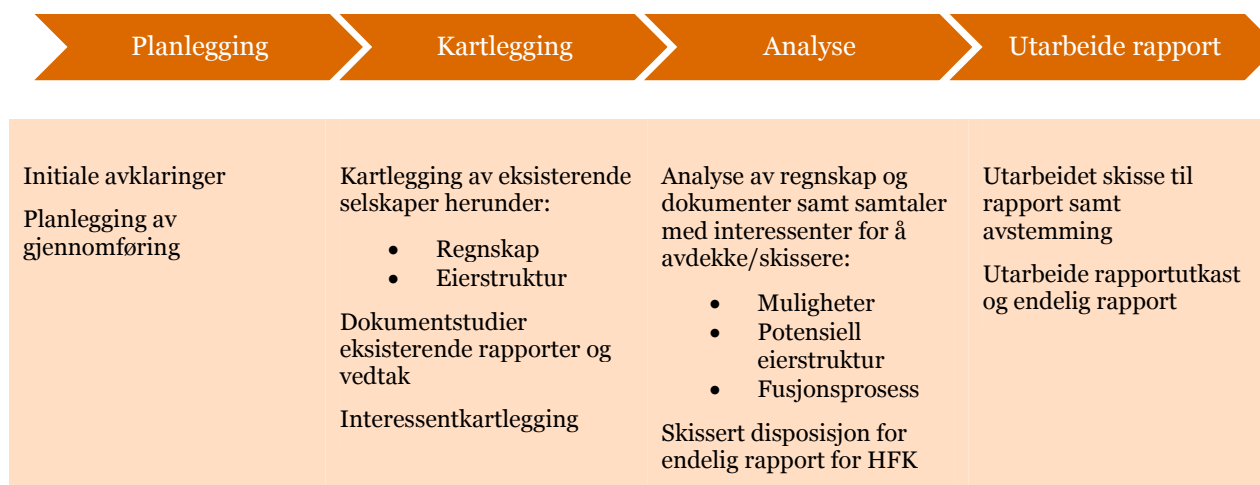 Planlegging
Kartlegging
Analyse
Utarbeide rapport
Initiale avklaringer
Planlegging av
gjennomføring
Kartlegging av eksisterende
selskaper herunder:
• Regnskap
• Eierstruktur
Dokumentstudier
eksisterende rapporter og
vedtak
Interessentkartlegging
Analyse av regnskap og
dokumenter samt samtaler
med interessenter for å
avdekke/skissere:
• Muligheter
• Potensiell
eierstruktur
• Fusjonsprosess
Skissert disposisjon for
endelig rapport for HFK
Utarbeidet skisse til
rapport samt
avstemming
Utarbeide rapportutkast
og endelig rapport